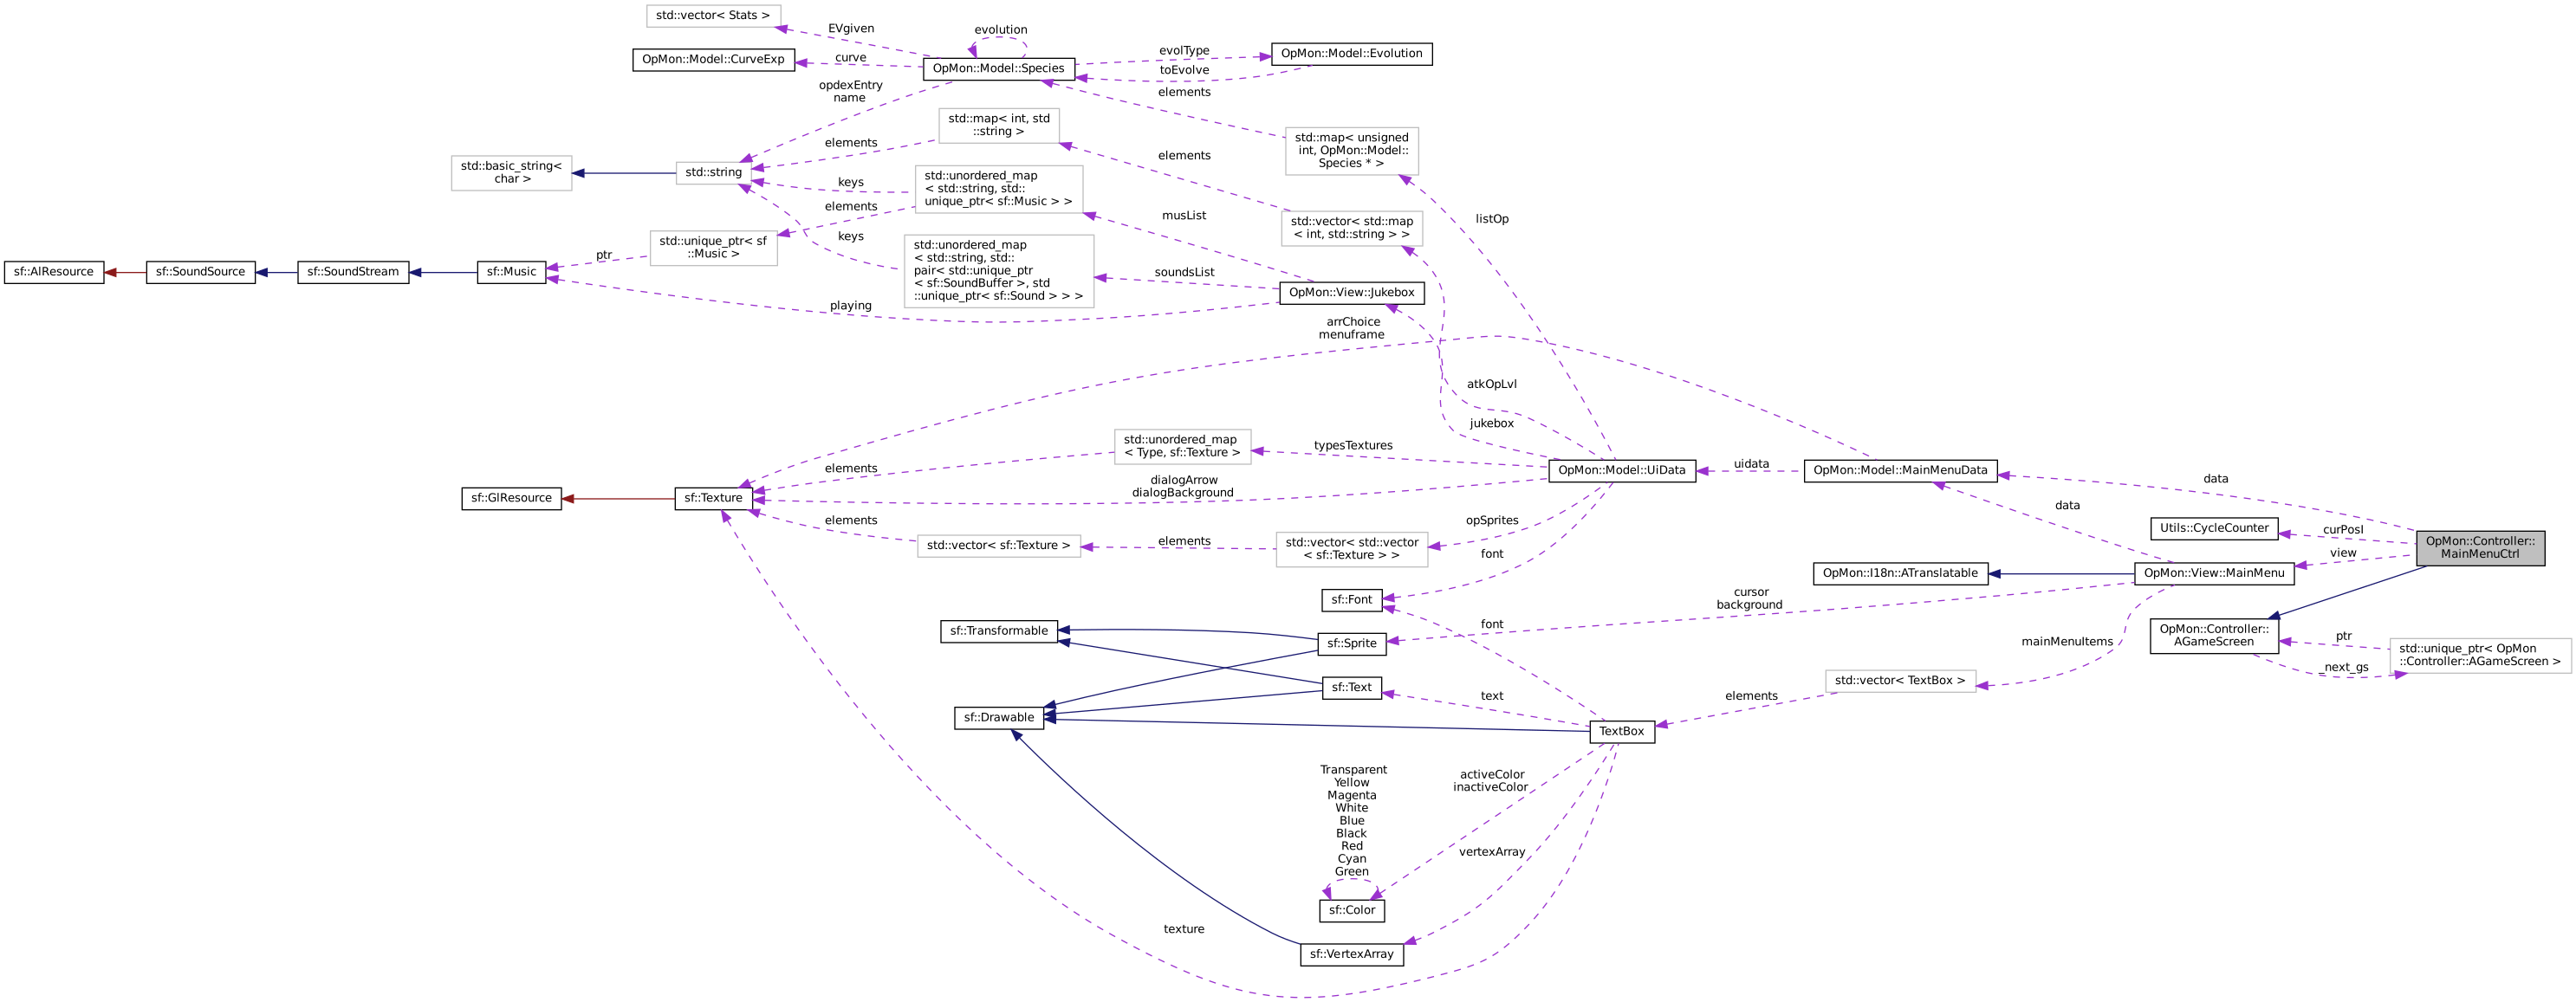 std::vector< Stats >
EVgiven
evolution
OpMon::Model::CurveExp
curve
OpMon::Model::Species
evolType
toEvolve
OpMon::Model::Evolution
opdexEntry
name
elements
std::map< int, std
::string >
elements
std::map< unsigned
int, OpMon::Model::
Species * >
std::basic_string<
char >
std::string
elements
keys
std::unordered_map
< std::string, std::
unique_ptr< sf::Music > >
elements
musList
std::vector< std::map
< int, std::string > >
listOp
std::unique_ptr< sf
::Music >
ptr
keys
std::unordered_map
< std::string, std::
pair< std::unique_ptr
< sf::SoundBuffer >, std
::unique_ptr< sf::Sound > > >
soundsList
sf::AlResource
sf::SoundSource
sf::SoundStream
sf::Music
OpMon::View::Jukebox
playing
arrChoice
menuframe
atkOpLvl
jukebox
std::unordered_map
< Type, sf::Texture >
typesTextures
elements
OpMon::Model::UiData
uidata
OpMon::Model::MainMenuData
data
dialogArrow
dialogBackground
sf::GlResource
sf::Texture
data
elements
std::vector< sf::Texture >
elements
std::vector< std::vector
< sf::Texture > >
opSprites
font
Utils::CycleCounter
curPosI
view
OpMon::Controller::
MainMenuCtrl
OpMon::I18n::ATranslatable
OpMon::View::MainMenu
sf::Font
cursor
background
sf::Transformable
sf::Sprite
font
OpMon::Controller::
AGameScreen
ptr
_next_gs
std::unique_ptr< OpMon
::Controller::AGameScreen >
mainMenuItems
std::vector< TextBox >
elements
sf::Text
text
sf::Drawable
TextBox
Transparent
Yellow
Magenta
White
Blue
Black
Red
Cyan
Green
activeColor
inactiveColor
vertexArray
sf::Color
texture
sf::VertexArray